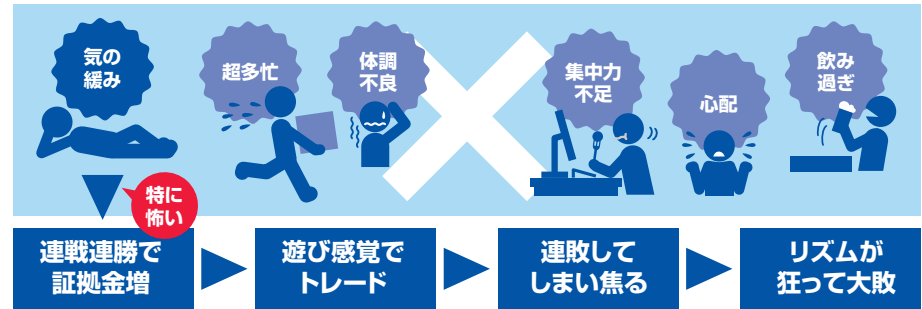 気の
緩み
超多忙
体調
不良
集中力
不足
心配
飲み
過ぎ
特に
怖い
連戦連勝で
証拠金増
遊び感覚で
トレード
連敗して
しまい焦る
リズムが
狂って大敗